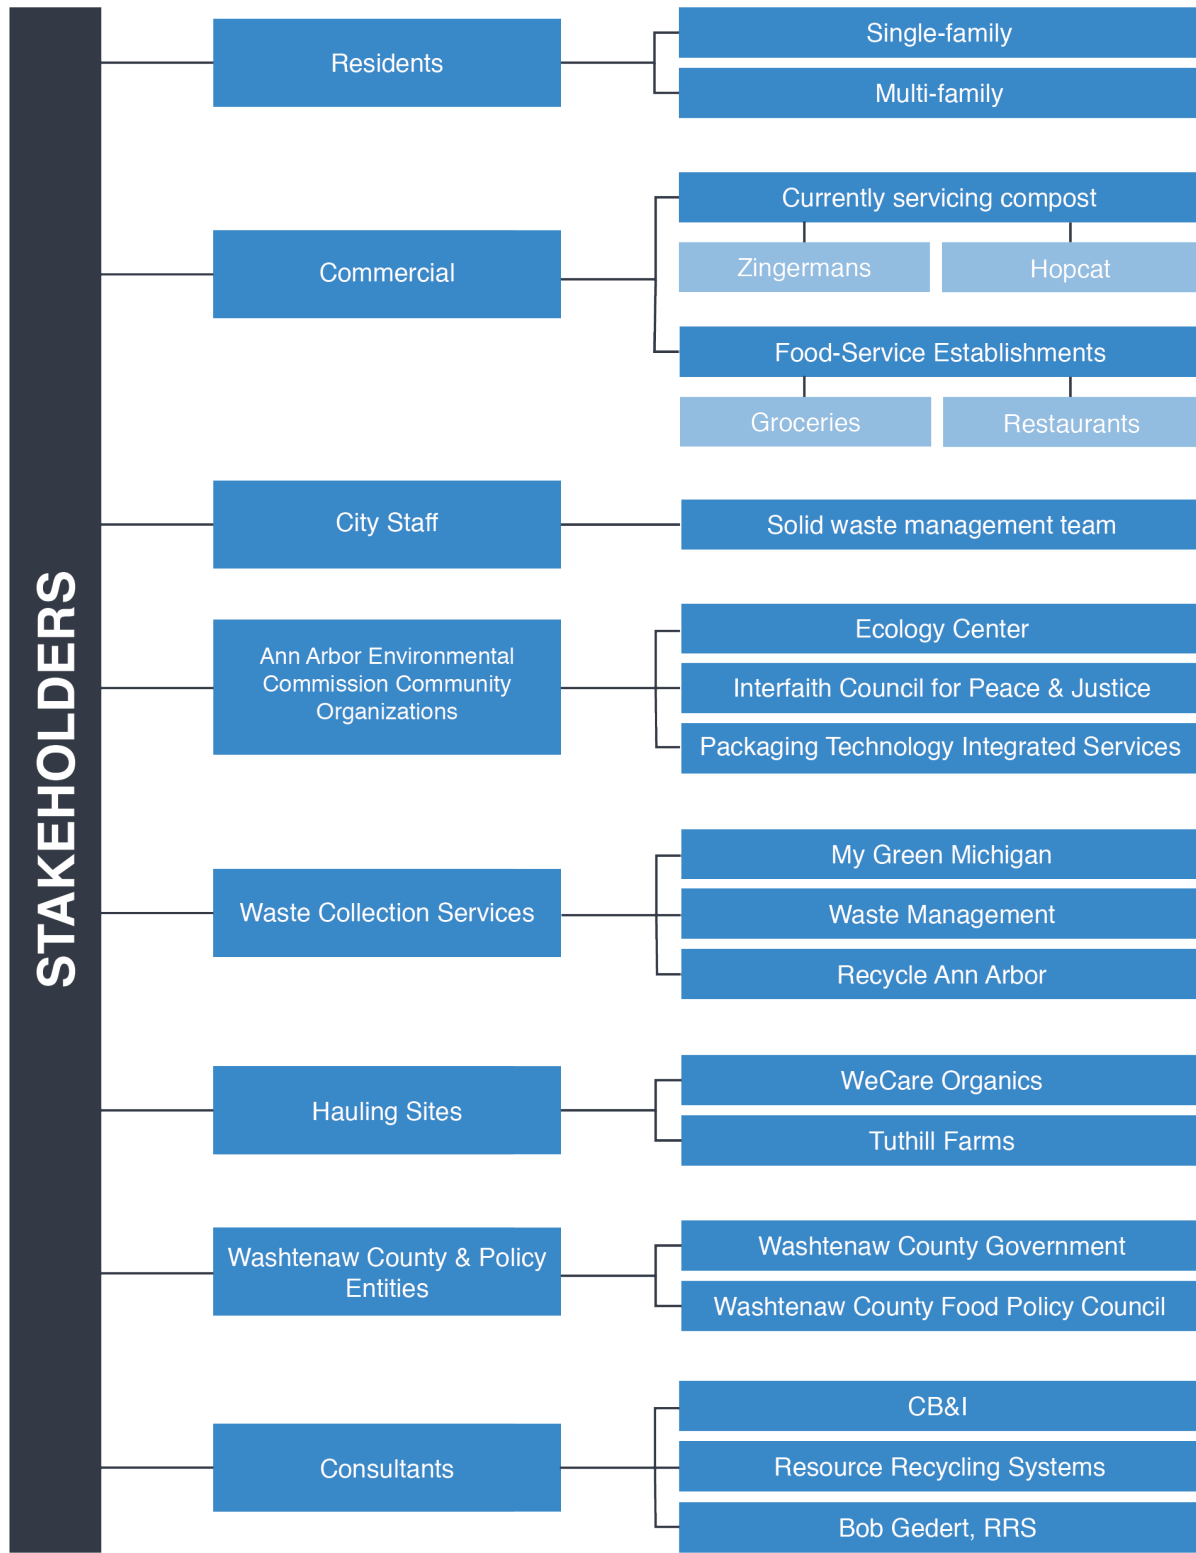 STAKEHOLDERS
Residents
Single-family
Multi-family
Commercial
Currently servicing compost
Zingermans
Hopcat
Food-Service Establishments
Groceries
Restaurants
City Staff
Solid waste management team
Ann Arbor Environmental
Commission Community
Organizations
Ecology Center
Interfaith Council for Peace & Justice
Packaging Technology Integrated Services
Waste Collection Services
My Green Michigan
Waste Management
Recycle Ann Arbor
Hauling Sites
WeCare Organics
Tuthill Farms
Washtenaw County & Policy
Entities
Washtenaw County Government
Washtenaw County Food Policy Council
Consultants
CB&I
Resource Recycling Systems
Bob Gedert, RRS